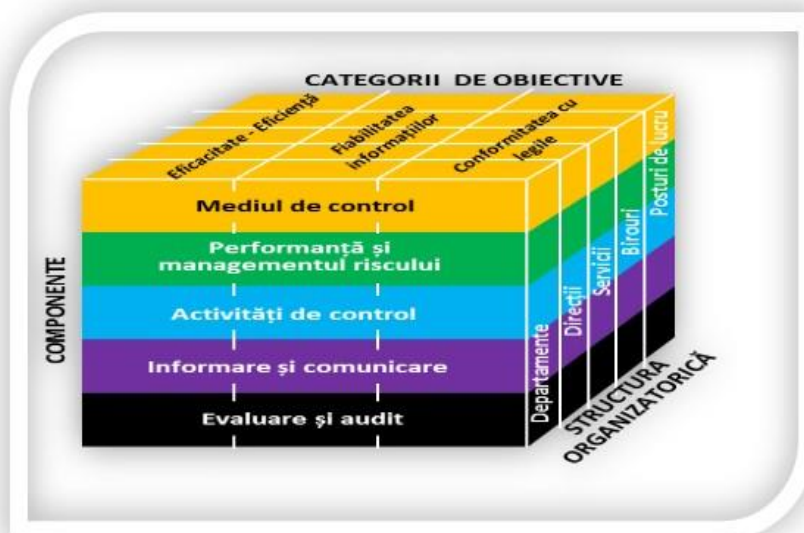 CATEGORII DE OBIECTIVE
Eficacitate - Eficiență
Fiabilitatea
informațiilor
Conformitatea cu
legile
COMPONENTE
Mediul de control
Performanță și
managementul riscului
Activități de control
Informare și comunicare
Evaluare și audit
Departamente
Direcții
Servicii
Birouri
Posturi de lucru
STRUCTURA
ORGANIZATORICĂ